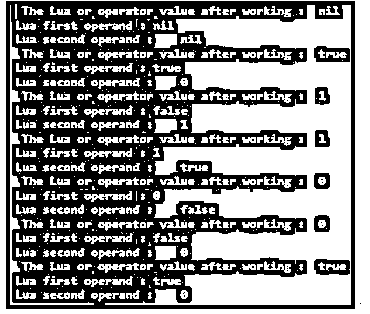 The Lua or operator value after working : nil
Lua first operand : nil
Lua second operand : nil
The Lua or operator value after working : true
Lua first operand : true
Lua second operand : 0
The Lua or operator value after working : 1
Lua first operand : false
Lua second operand : 1
The Lua or operator value after working : 1
Lua first operand : 1
Lua second operand : true
The Lua or operator value after working : 0
Lua first operand : 0
Lua second operand : false
The Lua or operator value after working : 0
Lua first operand : false
Lua second operand : 0
The Lua or operator value after working : true
Lua first operand : true
Lua second operand : 0